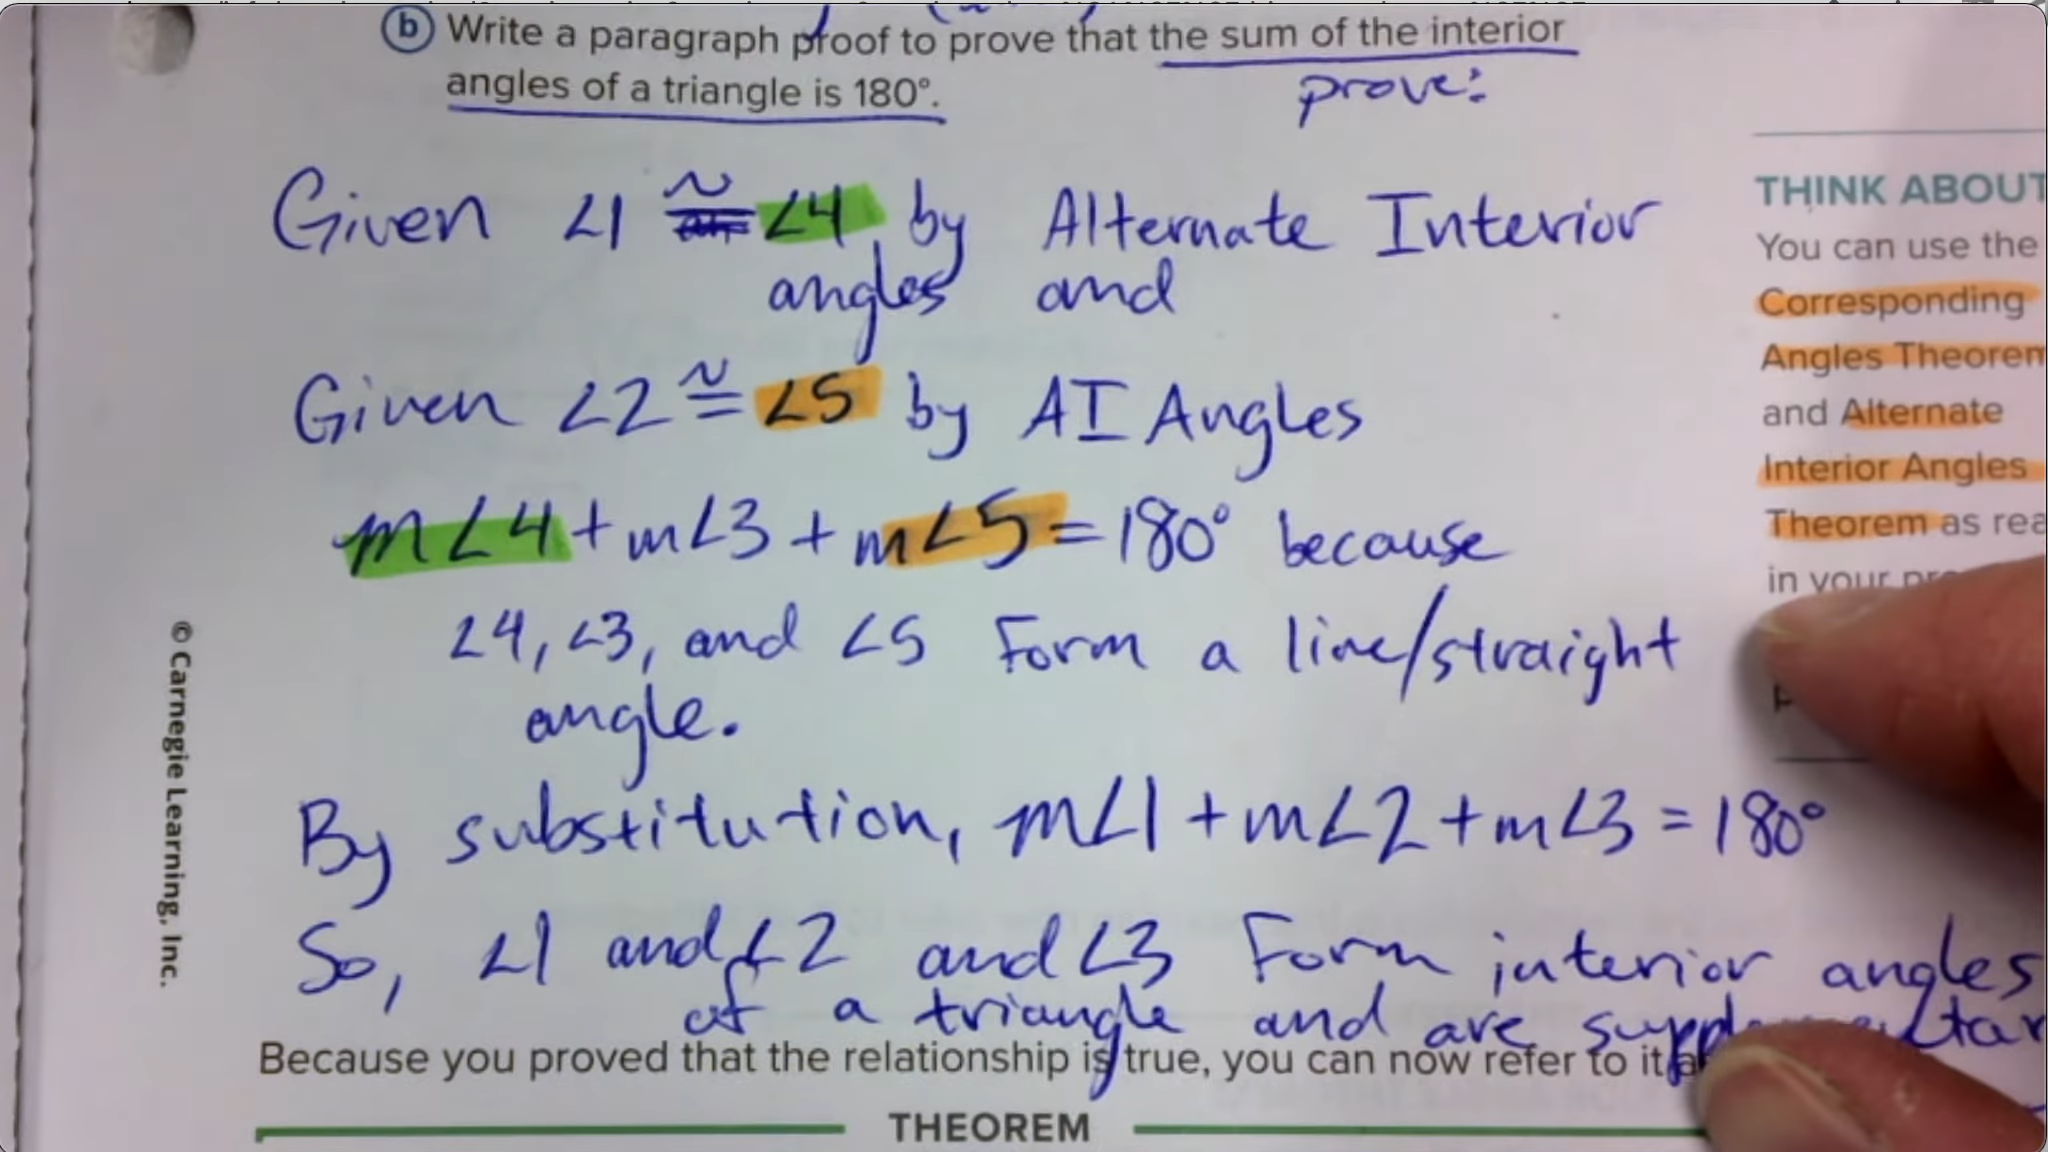 b Write a paragraph proof to prove that the sum of the interior
angles of a triangle is 180°.
prove:
Given ∠1 ≅ ∠4, by Alternate Interior
angles and
Given ∠2 ≅ ∠5 by AI Angles
m∠4 + m∠3 + m∠5 = 180° because
∠4, ∠3, and ∠5 Form a line/straight
angle.
By substitution, m∠1 + m∠2 + m∠3 = 180°
So, ∠1 and ∠2 and ∠3 Form interior angles
of a triangle and are
Because you proved that the relationship is true, you can now refer to it
THEOREM
THINK ABOUT
You can use the
Corresponding
Angles Theorem
and Alternate
Interior Angles
Theorem as
in your
© Carnegie Learning, Inc.